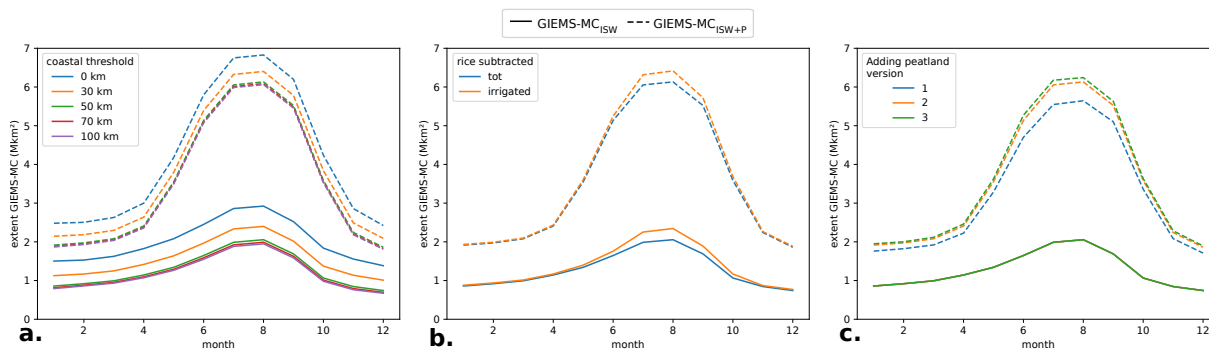 GIEMS-MC_ISW GIEMS-MC_ISW+P
extent GIEMS-MC (Mkm²)
7
6
5
4
3
2
1
0
coastal threshold
0 km
30 km
50 km
70 km
100 km
2 4 6 8 10 12
month
a.
extent GIEMS-MC (Mkm²)
7
6
5
4
3
2
1
0
rice subtracted
tot
irrigated
2 4 6 8 10 12
month
b.
extent GIEMS-MC (Mkm²)
7
6
5
4
3
2
1
0
Adding peatland
version
1
2
3
2 4 6 8 10 12
month
c.